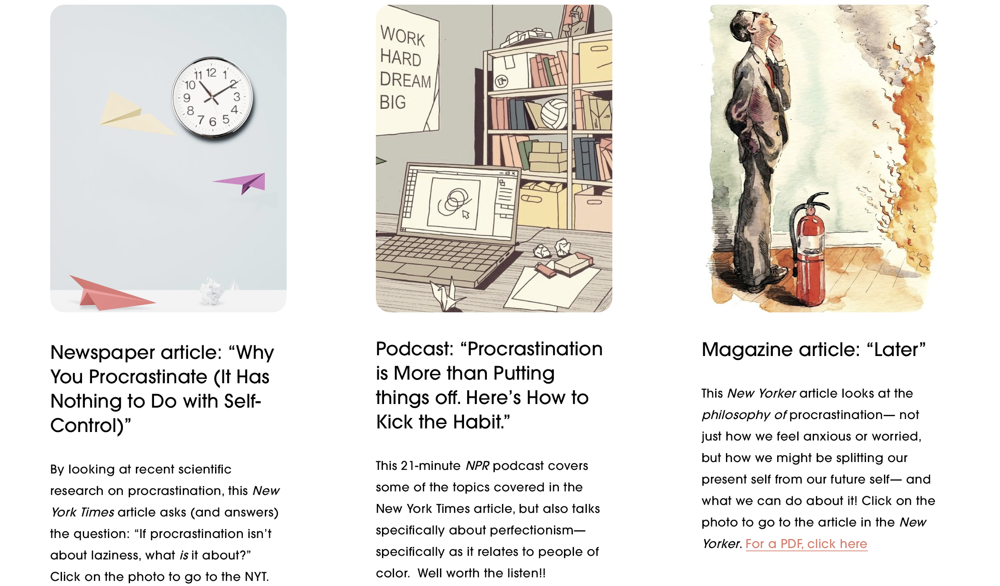 11 12 1
10 2
9 3
8 4
7 6 5
WORK
HARD
DREAM
BIG
Newspaper article: “Why
You Procrastinate (It Has
Nothing to Do with Self-
Control)”
By looking at recent scientific
research on procrastination, this New
York Times article asks (and answers)
the question: “If procrastination isn’t
about laziness, what is it about?”
Click on the photo to go to the NYT.
Podcast: “Procrastination
is More than Putting
things off. Here’s How to
Kick the Habit.”
This 21-minute NPR podcast covers
some of the topics covered in the
New York Times article, but also talks
specifically about perfectionism—
specifically as it relates to people of
color.  Well worth the listen!!
Magazine article: “Later”
This New Yorker article looks at the
philosophy of procrastination— not
just how we feel anxious or worried,
but how we might be splitting our
present self from our future self— and
what we can do about it! Click on the
photo to go to the article in the New
Yorker. For a PDF, click here